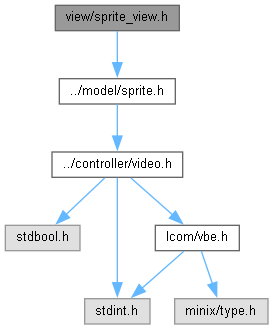 view/sprite_view.h
../model/sprite.h
../controller/video.h
stdbool.h
lcom/vbe.h
stdint.h
minix/type.h